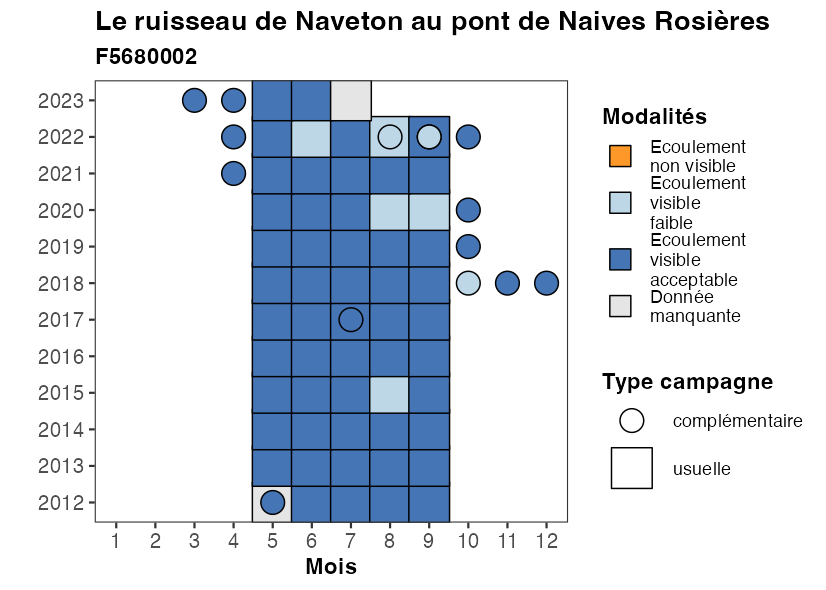 Le ruisseau de Naveton au pont de Naives Rosières
F5680002
2023
2022
2021
2020
2019
2018
2017
2016
2015
2014
2013
2012
1 2 3 4 5 6 7 8 9 10 11 12
Mois
Modalités
Ecoulement
non visible
Ecoulement
visible
faible
Ecoulement
visible
acceptable
Donnée
manquante
Type campagne
complémentaire
usuelle